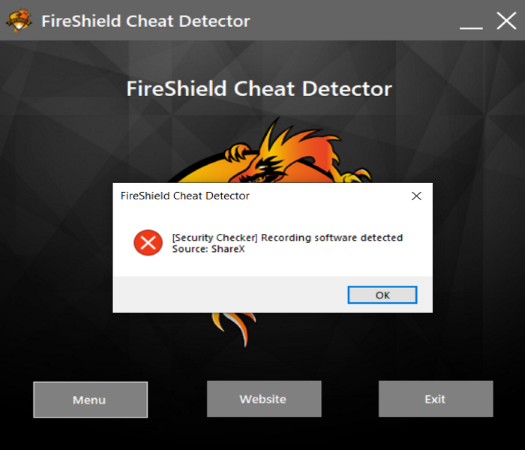 FireShield Cheat Detector
FireShield Cheat Detector
FireShield Cheat Detector
[Security Checker] Recording software detected
Source: ShareX
OK
Menu
Website
Exit